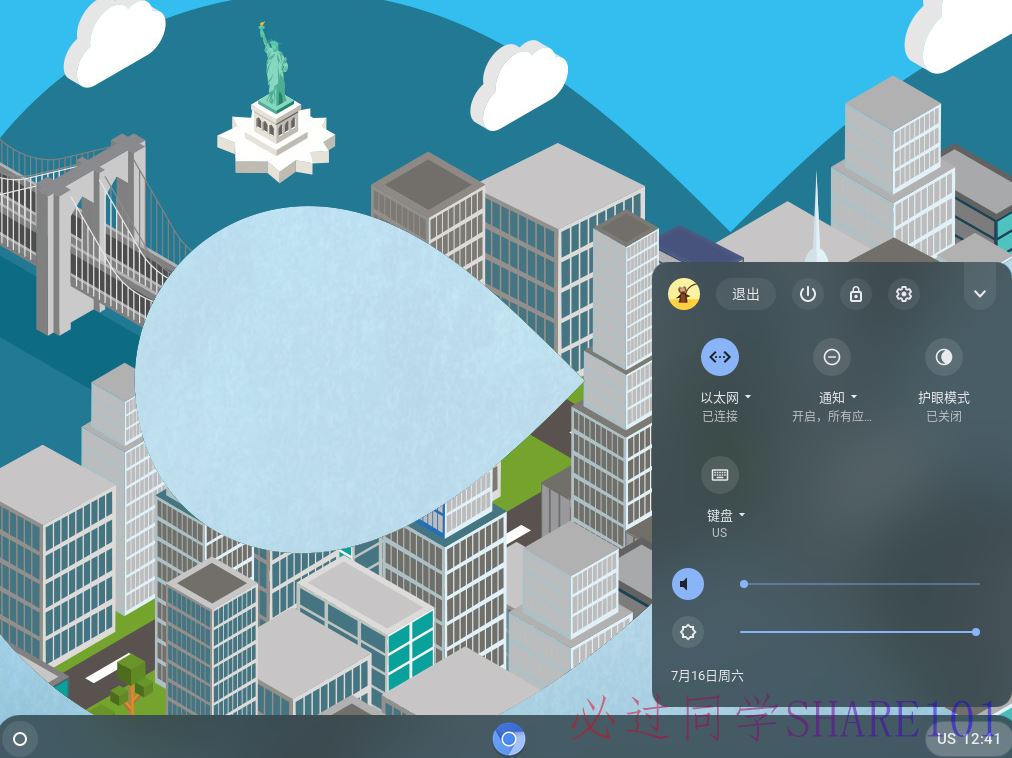 退出
以太网
已连接
通知
开启，所有应...
护眼模式
已关闭
键盘
US
7月16日周六
必过同学SHARE101
US 12:41